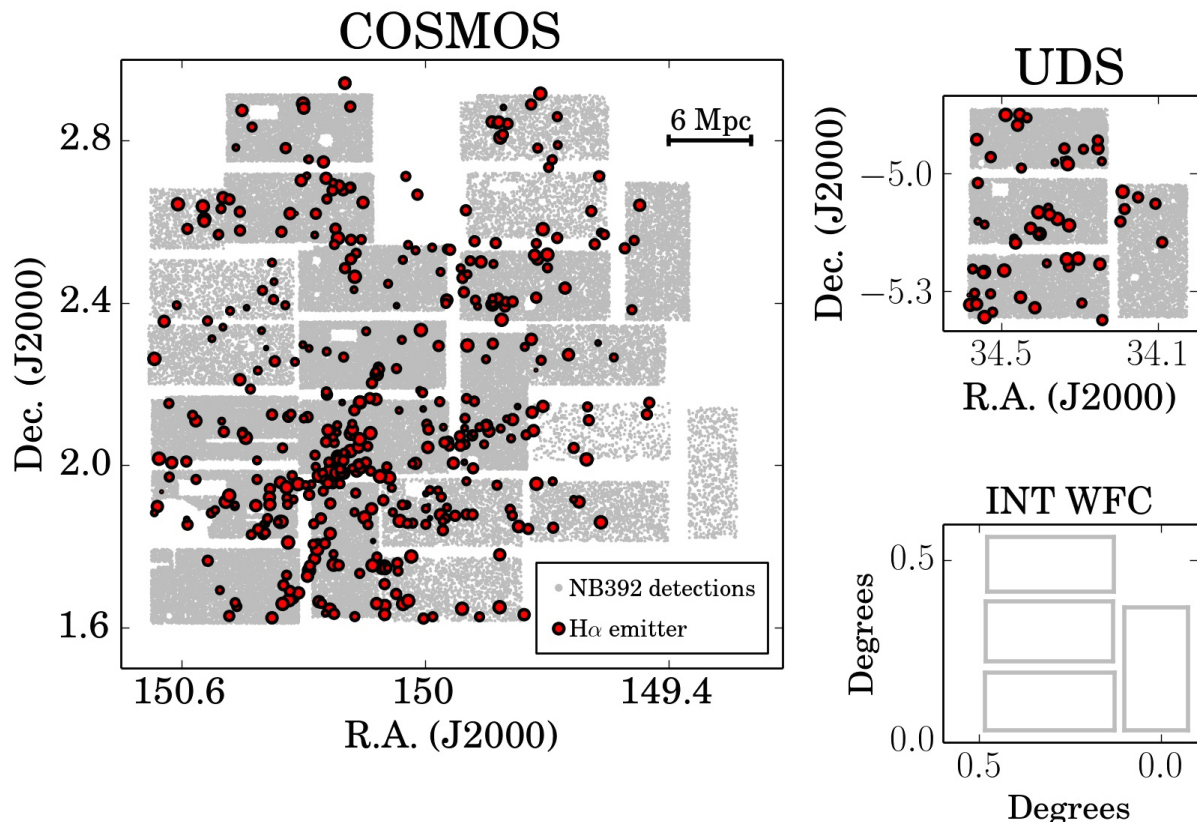 COSMOS
6 Mpc
2.8
2.4
2.0
1.6
Dec. (J2000)
NB392 detections
Hα emitter
150.6 150 149.4
R.A. (J2000)
UDS
−5.0
−5.3
Dec. (J2000)
34.5 34.1
R.A. (J2000)
INT WFC
0.5
0.0
Degrees
0.5 0.0
Degrees